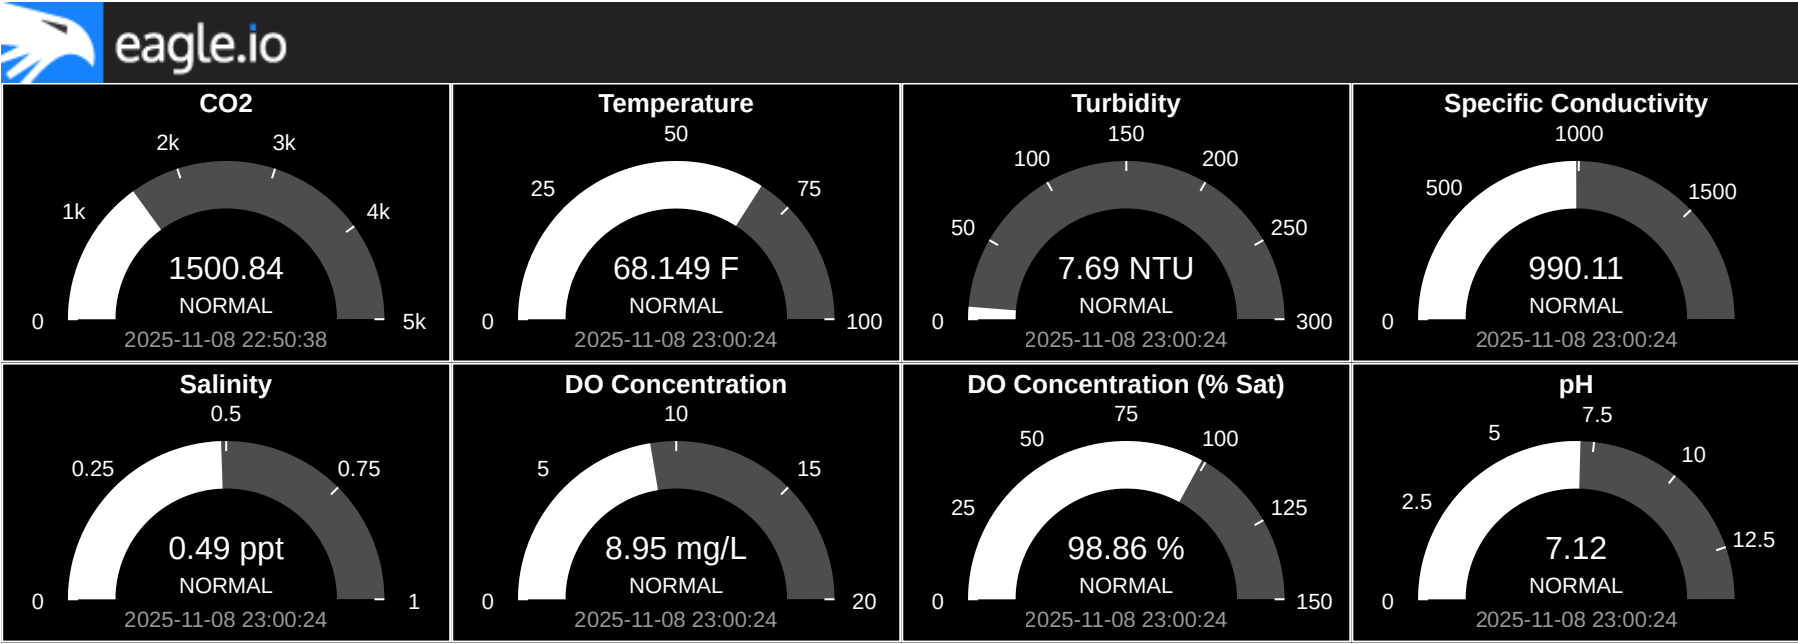 eagle.io
CO2
0
1k
2k
3k
4k
5k
1500.84
NORMAL
2025-11-08 22:50:38
Temperature
0
25
50
75
100
68.149 F
NORMAL
2025-11-08 23:00:24
Turbidity
0
50
100
150
200
250
300
7.69 NTU
NORMAL
2025-11-08 23:00:24
Specific Conductivity
0
500
1000
1500
990.11
NORMAL
2025-11-08 23:00:24
Salinity
0
0.25
0.5
0.75
1
0.49 ppt
NORMAL
2025-11-08 23:00:24
DO Concentration
0
5
10
15
20
8.95 mg/L
NORMAL
2025-11-08 23:00:24
DO Concentration (% Sat)
0
25
50
75
100
125
150
98.86 %
NORMAL
2025-11-08 23:00:24
pH
0
2.5
5
7.5
10
12.5
7.12
NORMAL
2025-11-08 23:00:24